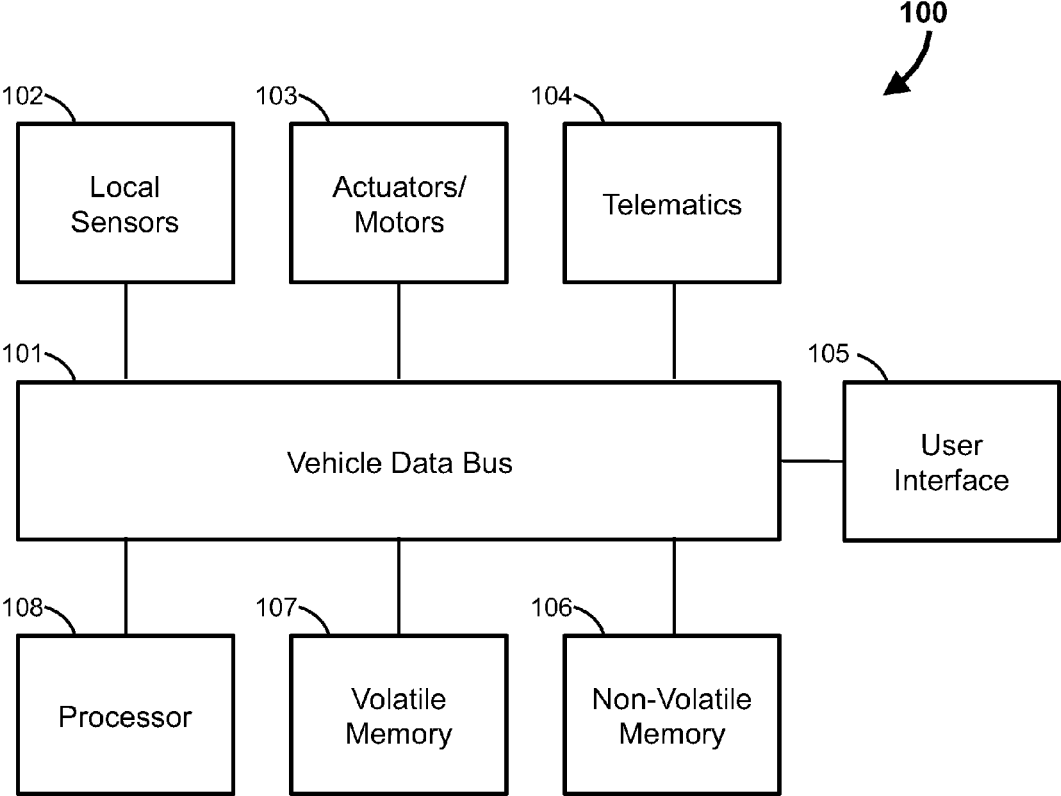 100
102
103
104
Local
Sensors
Actuators/
Motors
Telematics
101
105
Vehicle Data Bus
User
Interface
108
107
106
Processor
Volatile
Memory
Non-Volatile
Memory